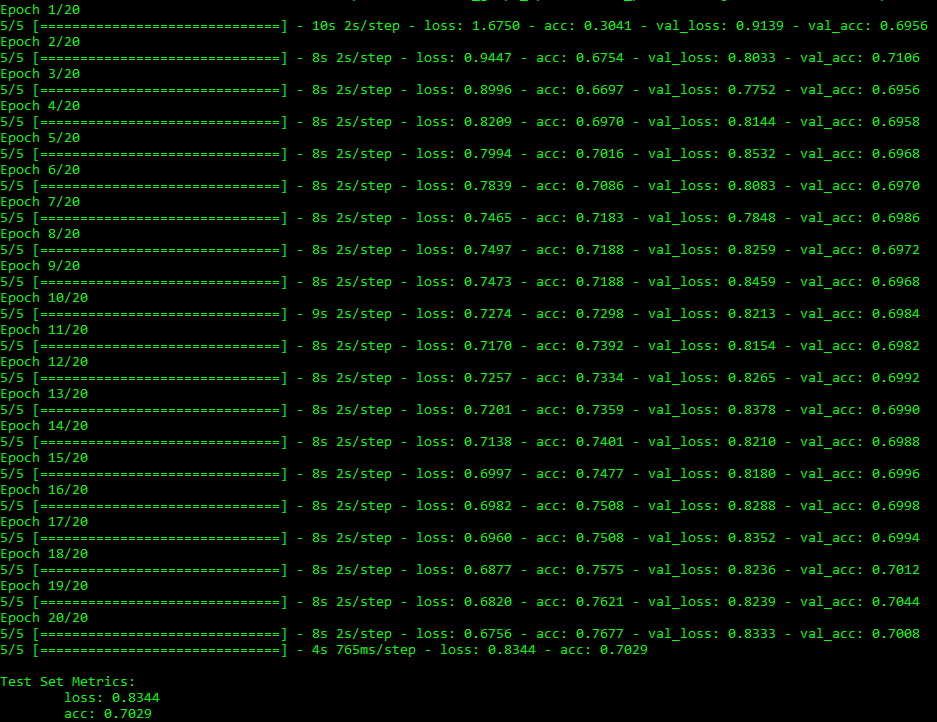 Epoch 1/20
5/5 [==============================] - 10s 2s/step - loss: 1.6750 - acc: 0.3041 - val_loss: 0.9139 - val_acc: 0.6956
Epoch 2/20
5/5 [==============================] - 8s 2s/step - loss: 0.9447 - acc: 0.6754 - val_loss: 0.8033 - val_acc: 0.7106
Epoch 3/20
5/5 [==============================] - 8s 2s/step - loss: 0.8996 - acc: 0.6697 - val_loss: 0.7752 - val_acc: 0.6956
Epoch 4/20
5/5 [==============================] - 8s 2s/step - loss: 0.8209 - acc: 0.6970 - val_loss: 0.8144 - val_acc: 0.6958
Epoch 5/20
5/5 [==============================] - 8s 2s/step - loss: 0.7994 - acc: 0.7016 - val_loss: 0.8532 - val_acc: 0.6968
Epoch 6/20
5/5 [==============================] - 8s 2s/step - loss: 0.7839 - acc: 0.7086 - val_loss: 0.8083 - val_acc: 0.6970
Epoch 7/20
5/5 [==============================] - 8s 2s/step - loss: 0.7465 - acc: 0.7183 - val_loss: 0.7848 - val_acc: 0.6986
Epoch 8/20
5/5 [==============================] - 8s 2s/step - loss: 0.7497 - acc: 0.7188 - val_loss: 0.8259 - val_acc: 0.6972
Epoch 9/20
5/5 [==============================] - 8s 2s/step - loss: 0.7473 - acc: 0.7188 - val_loss: 0.8459 - val_acc: 0.6968
Epoch 10/20
5/5 [==============================] - 9s 2s/step - loss: 0.7274 - acc: 0.7298 - val_loss: 0.8213 - val_acc: 0.6984
Epoch 11/20
5/5 [==============================] - 8s 2s/step - loss: 0.7170 - acc: 0.7392 - val_loss: 0.8154 - val_acc: 0.6982
Epoch 12/20
5/5 [==============================] - 8s 2s/step - loss: 0.7257 - acc: 0.7334 - val_loss: 0.8265 - val_acc: 0.6992
Epoch 13/20
5/5 [==============================] - 8s 2s/step - loss: 0.7201 - acc: 0.7359 - val_loss: 0.8378 - val_acc: 0.6990
Epoch 14/20
5/5 [==============================] - 8s 2s/step - loss: 0.7138 - acc: 0.7401 - val_loss: 0.8210 - val_acc: 0.6988
Epoch 15/20
5/5 [==============================] - 8s 2s/step - loss: 0.6997 - acc: 0.7477 - val_loss: 0.8180 - val_acc: 0.6996
Epoch 16/20
5/5 [==============================] - 8s 2s/step - loss: 0.6982 - acc: 0.7508 - val_loss: 0.8288 - val_acc: 0.6998
Epoch 17/20
5/5 [==============================] - 8s 2s/step - loss: 0.6960 - acc: 0.7508 - val_loss: 0.8352 - val_acc: 0.6994
Epoch 18/20
5/5 [==============================] - 8s 2s/step - loss: 0.6877 - acc: 0.7575 - val_loss: 0.8236 - val_acc: 0.7012
Epoch 19/20
5/5 [==============================] - 8s 2s/step - loss: 0.6820 - acc: 0.7621 - val_loss: 0.8239 - val_acc: 0.7044
Epoch 20/20
5/5 [==============================] - 8s 2s/step - loss: 0.6756 - acc: 0.7677 - val_loss: 0.8333 - val_acc: 0.7008
5/5 [==============================] - 4s 765ms/step - loss: 0.8344 - acc: 0.7029
Test Set Metrics:
loss: 0.8344
acc: 0.7029